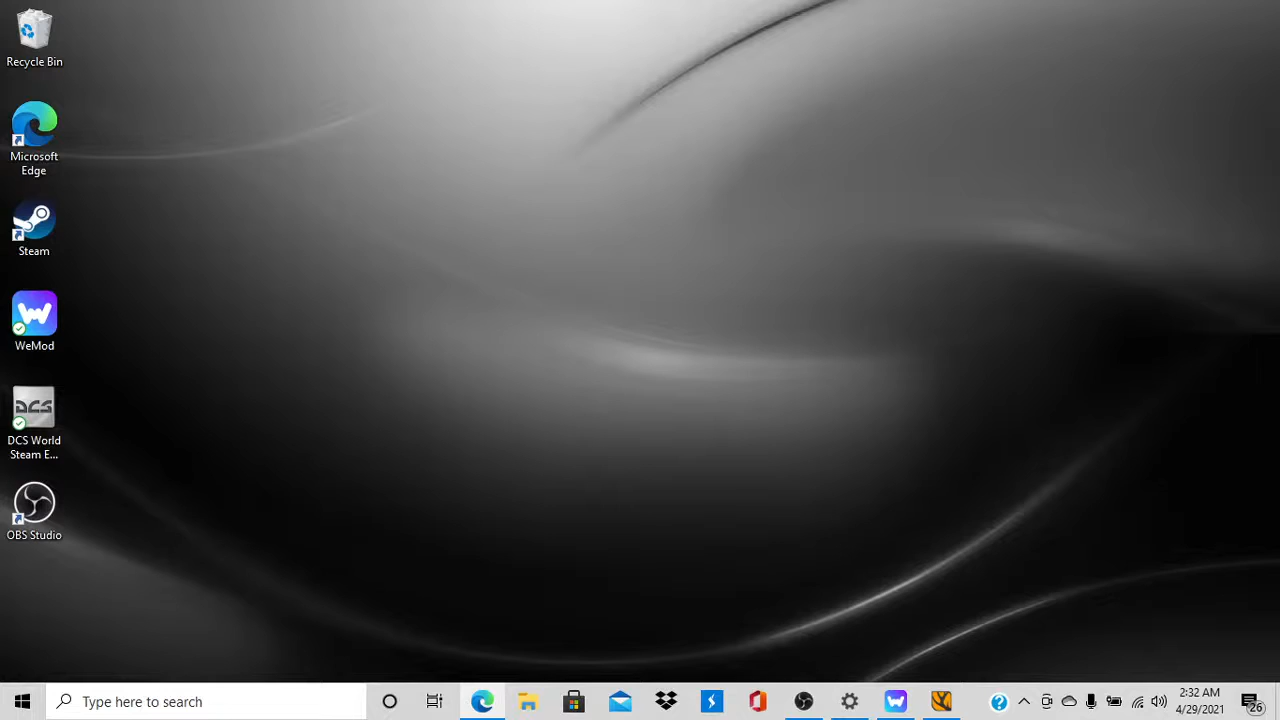 Recycle Bin
Microsoft
Edge
Steam
WeMod
DCS
DCS World
Steam E...
OBS Studio
Type here to search
2:32 AM
4/29/2021
26